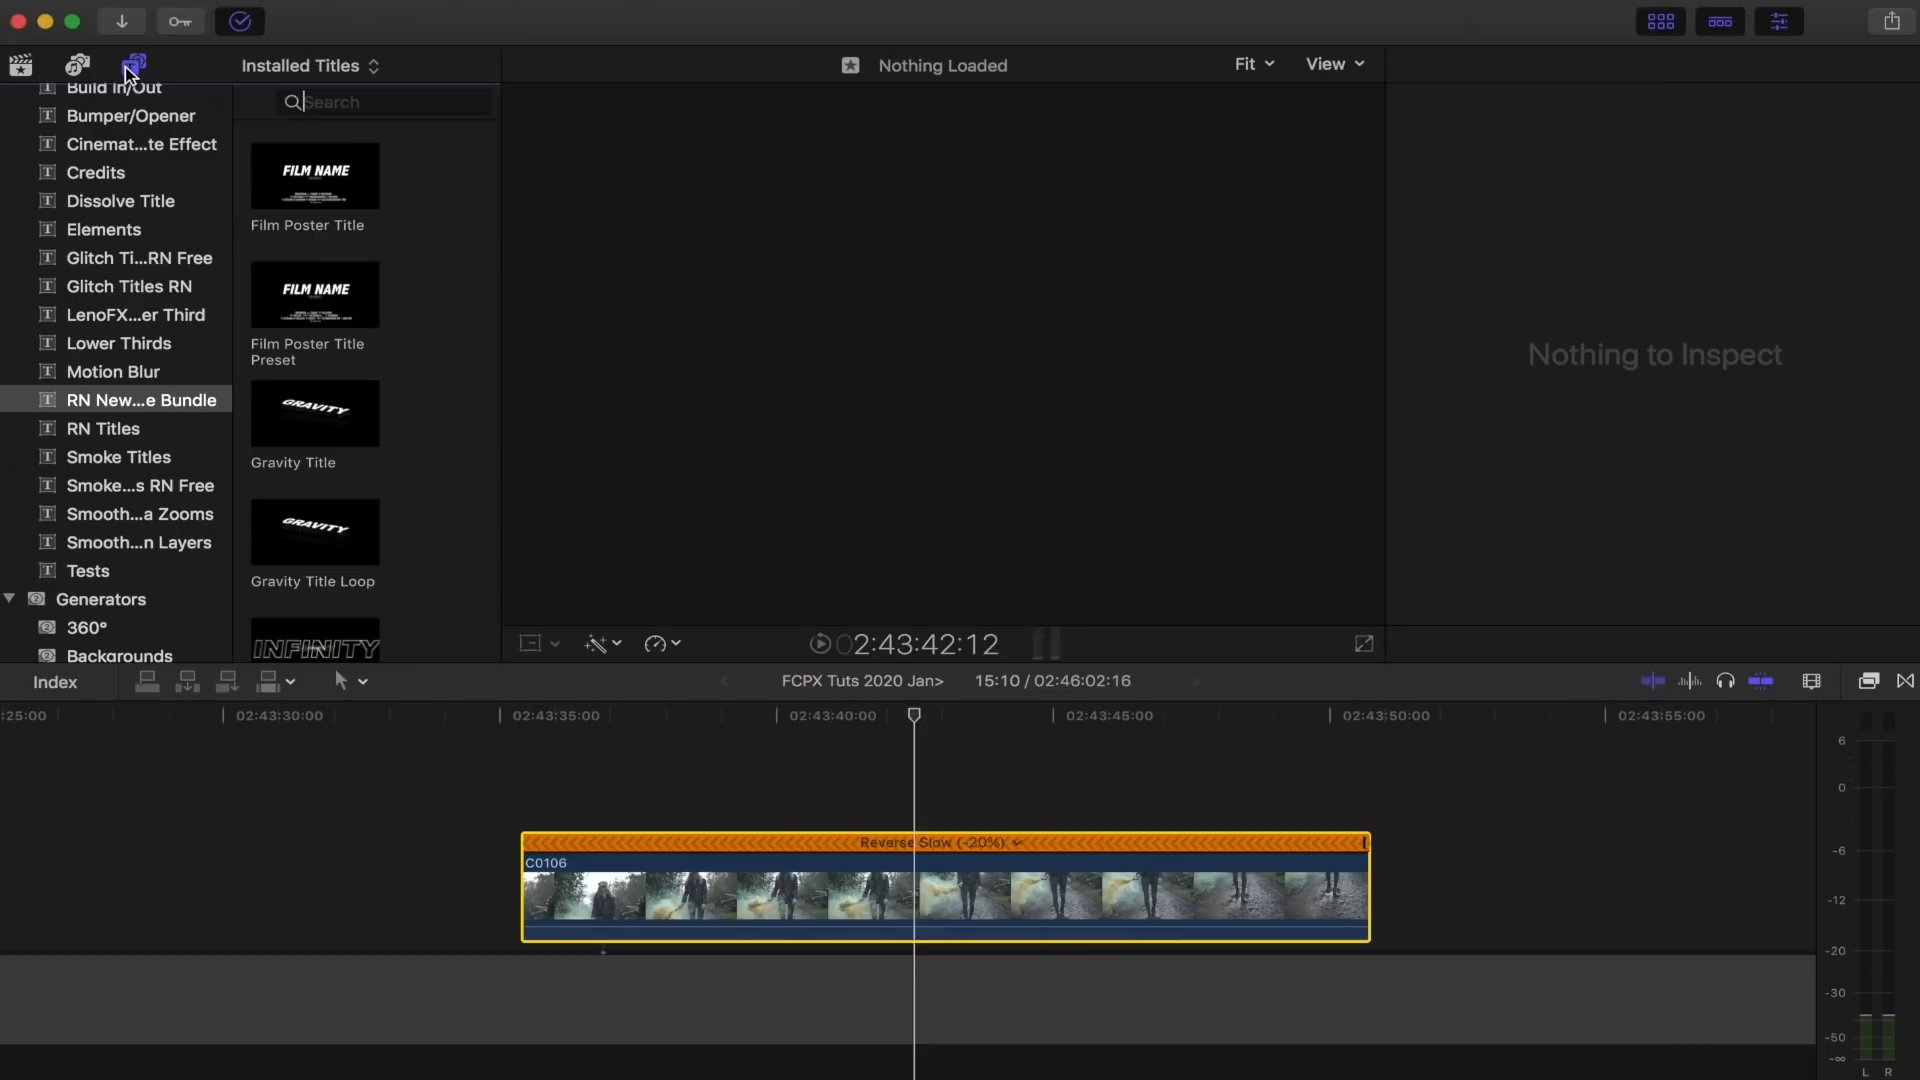 Installed Titles
Nothing Loaded
Fit
View
Build In/Out
Bumper/Opener
Cinemat...te Effect
Credits
Dissolve Title
Elements
Glitch Ti...RN Free
Glitch Titles RN
LenoFX...er Third
Lower Thirds
Motion Blur
RN New...e Bundle
RN Titles
Smoke Titles
Smoke...s RN Free
Smooth...a Zooms
Smooth...n Layers
Tests
Generators
360°
Backgrounds
Search
FILM NAME
Film Poster Title
FILM NAME
Film Poster Title
Preset
GRAVITY
Gravity Title
GRAVITY
Gravity Title Loop
INFINITY
Nothing to Inspect
02:43:42:12
Index
FCPX Tuts 2020 Jan>
15:10 / 02:46:02:16
:25:00
02:43:30:00
02:43:35:00
02:43:40:00
02:43:45:00
02:43:50:00
02:43:55:00
Reverse Slow (-20%)
C0106
6
0
-6
-12
-20
-30
-50
-∞
L R